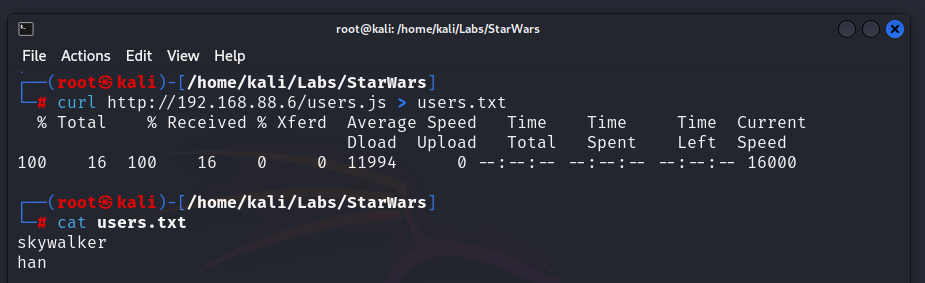 root@kali: /home/kali/Labs/StarWars
File Actions Edit View Help
┌──(root㉿kali)-[/home/kali/Labs/StarWars]
└─# curl http://192.168.88.6/users.js > users.txt
  % Total    % Received % Xferd  Average Speed   Time    Time     Time  Current
                                 Dload  Upload   Total   Spent    Left  Speed
100    16  100    16    0     0  11994      0 --:--:-- --:--:-- --:--:-- 16000
┌──(root㉿kali)-[/home/kali/Labs/StarWars]
└─# cat users.txt
skywalker
han